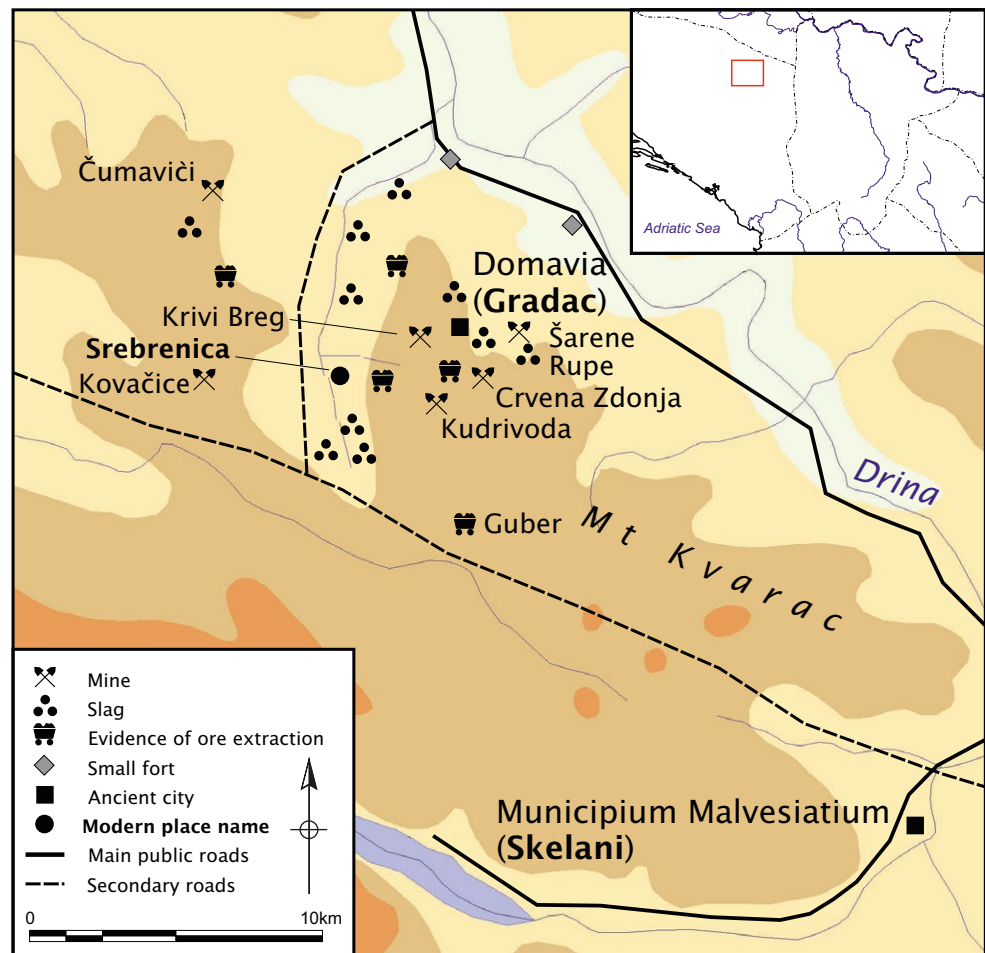 Adriatic Sea
Čumavići
Domavia
(Gradac)
Krivi Breg
Šarene
Rupe
Srebrenica
Kovačice
Crvena Zdonja
Kudrivoda
Drina
Guber
Mt Kvarac
Municipium Malvesiatium
(Skelani)
Mine
Slag
Evidence of ore extraction
Small fort
Ancient city
Modern place name
Main public roads
Secondary roads
0 10km